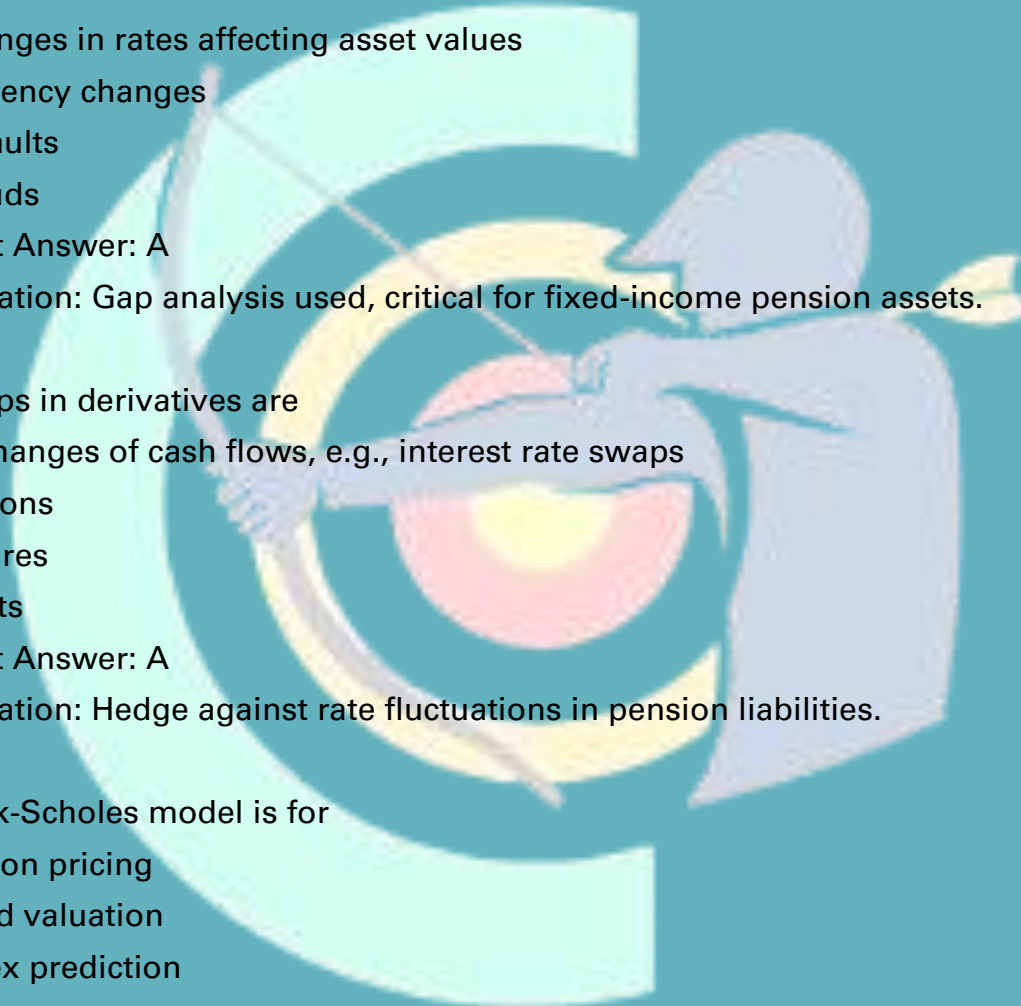 nges in rates affecting asset values
ency changes
ults
ds
t Answer: A
ation: Gap analysis used, critical for fixed-income pension assets.
ps in derivatives are
hanges of cash flows, e.g., interest rate swaps
ons
res
ts
t Answer: A
ation: Hedge against rate fluctuations in pension liabilities.
k-Scholes model is for
on pricing
d valuation
ex prediction